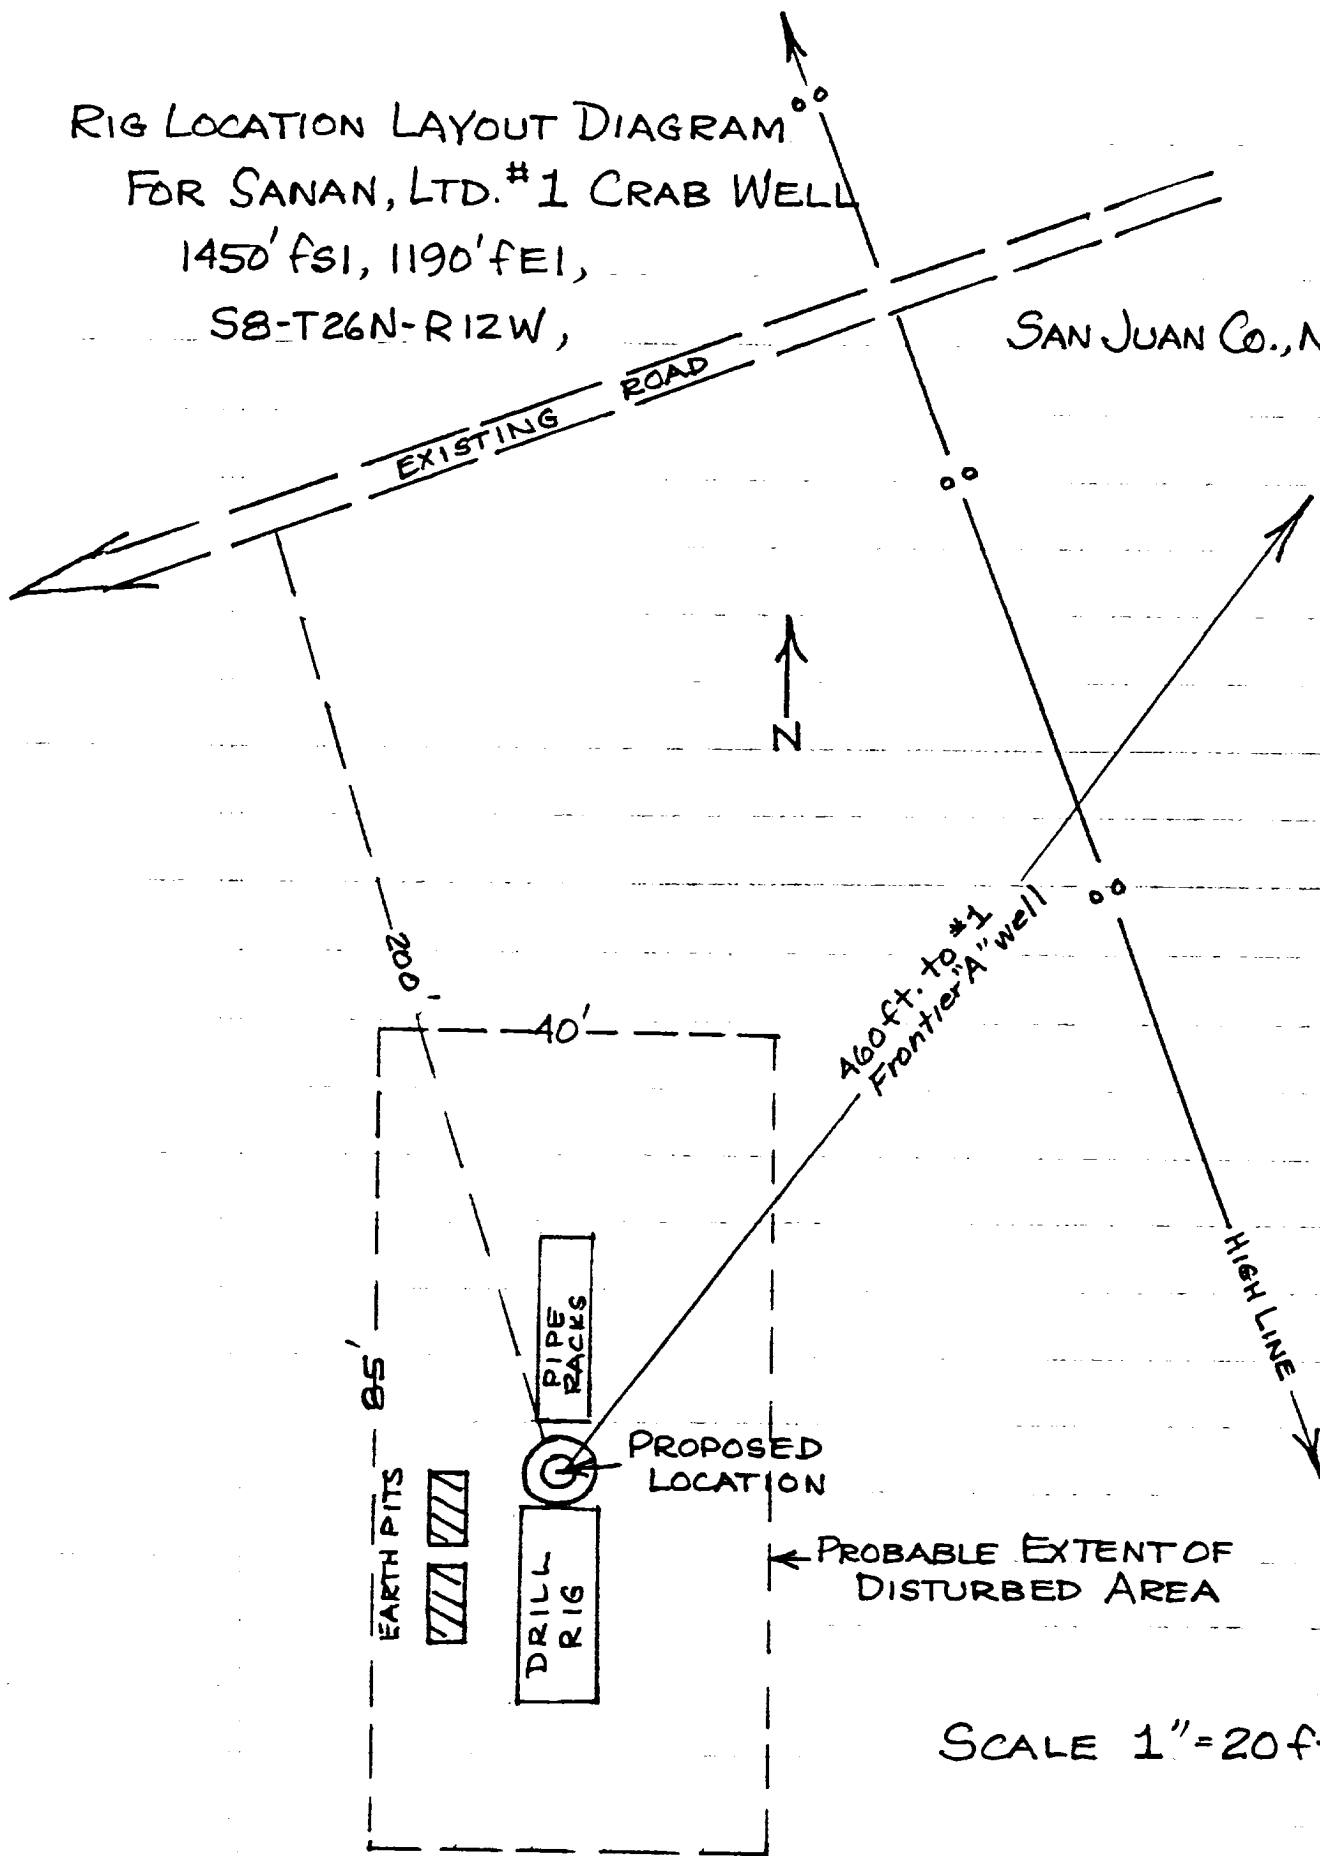 RIG LOCATION LAYOUT DIAGRAM
FOR SANAN, LTD. #1 CRAB WELL
1450' fSl, 1190' fEl,
S8-T26N-R12W,
SAN JUAN CO., N
EXISTING ROAD
N
200'
460 ft. to #1
Frontier "A" well
40'
HIGH LINE
85'
PIPE
RACKS
PROPOSED
LOCATION
EARTH PITS
DRILL
RIG
PROBABLE EXTENT OF
DISTURBED AREA
SCALE 1"=20f